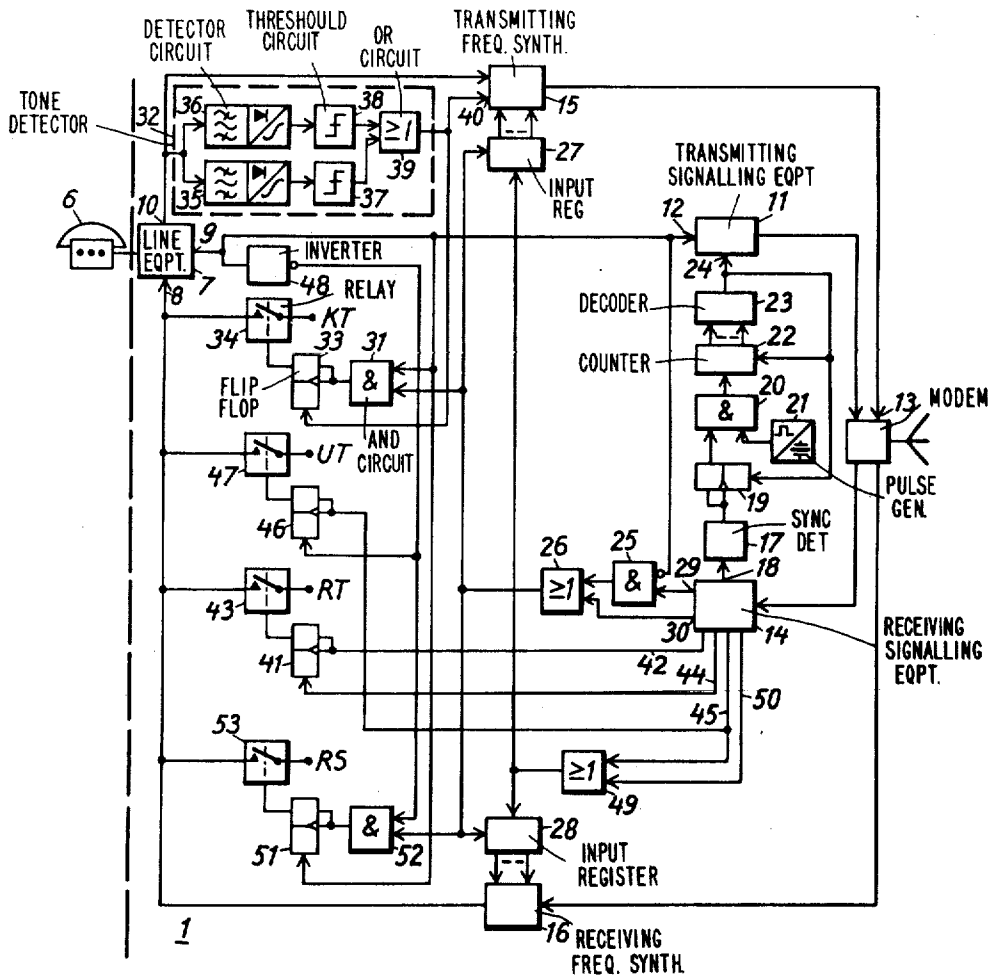 DETECTOR
CIRCUIT
THRESHOULD
CIRCUIT
OR
CIRCUIT
TRANSMITTING
FREQ. SYNTH.
TONE
DETECTOR
32
36
38
≥1
39
40
15
35
37
27
INPUT
REG
TRANSMITTING
SIGNALLING EQPT
6
10
LINE
EQPT.
9
7
8
INVERTER
48
12
11
24
RELAY
34
KT
33
31
&
FLIP
FLOP
AND
CIRCUIT
DECODER
23
22
COUNTER
20
&
21
13
MODEM
PULSE
GEN.
47
UT
46
19
SYNC
DET
17
18
26
≥1
25
&
29
30
14
RECEIVING
SIGNALLING
EQPT.
43
RT
41
42
44
45
50
53
RS
51
&
52
≥1
49
28
INPUT
REGISTER
16
RECEIVING
FREQ. SYNTH.
1